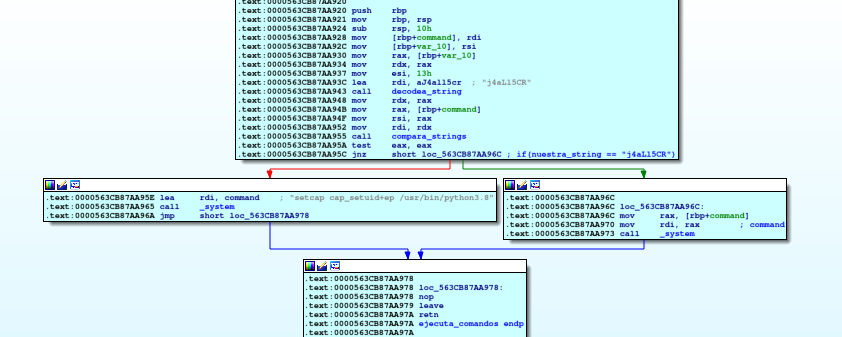 .text:0000563CB87AA920
.text:0000563CB87AA920 push rbp
.text:0000563CB87AA921 mov rbp, rsp
.text:0000563CB87AA924 sub rsp, 10h
.text:0000563CB87AA928 mov [rbp+command], rdi
.text:0000563CB87AA92C mov [rbp+var_10], rsi
.text:0000563CB87AA930 mov rax, [rbp+var_10]
.text:0000563CB87AA934 mov rdx, rax
.text:0000563CB87AA937 mov esi, 13h
.text:0000563CB87AA93C lea rdi, aJ4al15cr ; "j4aL15CR"
.text:0000563CB87AA943 call decodea_string
.text:0000563CB87AA948 mov rdx, rax
.text:0000563CB87AA94B mov rax, [rbp+command]
.text:0000563CB87AA94F mov rsi, rax
.text:0000563CB87AA952 mov rdi, rdx
.text:0000563CB87AA955 call compara_strings
.text:0000563CB87AA95A test eax, eax
.text:0000563CB87AA95C jnz short loc_563CB87AA96C ; if(nuestra_string == "j4aL15CR")
.text:0000563CB87AA95E lea rdi, command ; "setcap cap_setuid+ep /usr/bin/python3.8"
.text:0000563CB87AA965 call _system
.text:0000563CB87AA96A jmp short loc_563CB87AA978
.text:0000563CB87AA96C
.text:0000563CB87AA96C loc_563CB87AA96C:
.text:0000563CB87AA96C mov rax, [rbp+command]
.text:0000563CB87AA970 mov rdi, rax ; command
.text:0000563CB87AA973 call _system
.text:0000563CB87AA978
.text:0000563CB87AA978 loc_563CB87AA978:
.text:0000563CB87AA978 nop
.text:0000563CB87AA979 leave
.text:0000563CB87AA97A retn
.text:0000563CB87AA97A ejecuta_comandos endp
.text:0000563CB87AA97A